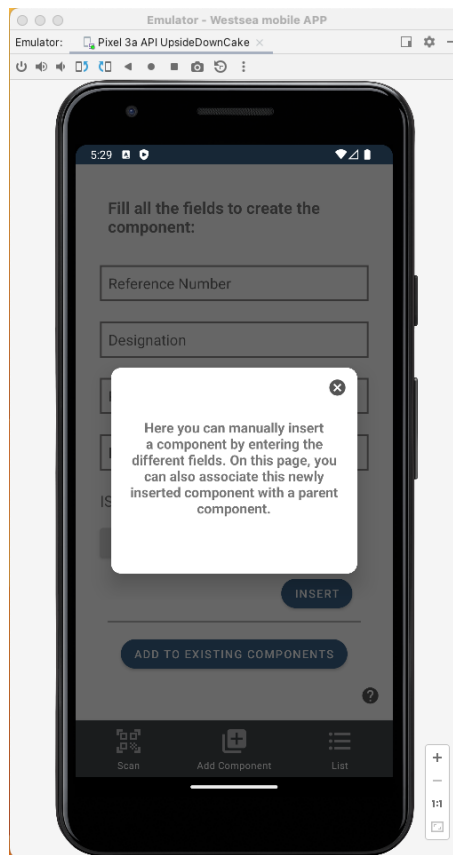 Emulator - Westsea mobile APP
Emulator:
Pixel 3a API UpsideDownCake
5:29
Fill all the fields to create the
component:
Reference Number
Designation
Here you can manually insert
a component by entering the
different fields. On this page, you
can also associate this newly
inserted component with a parent
component.
IS
INSERT
ADD TO EXISTING COMPONENTS
Scan
Add Component
List
1:1